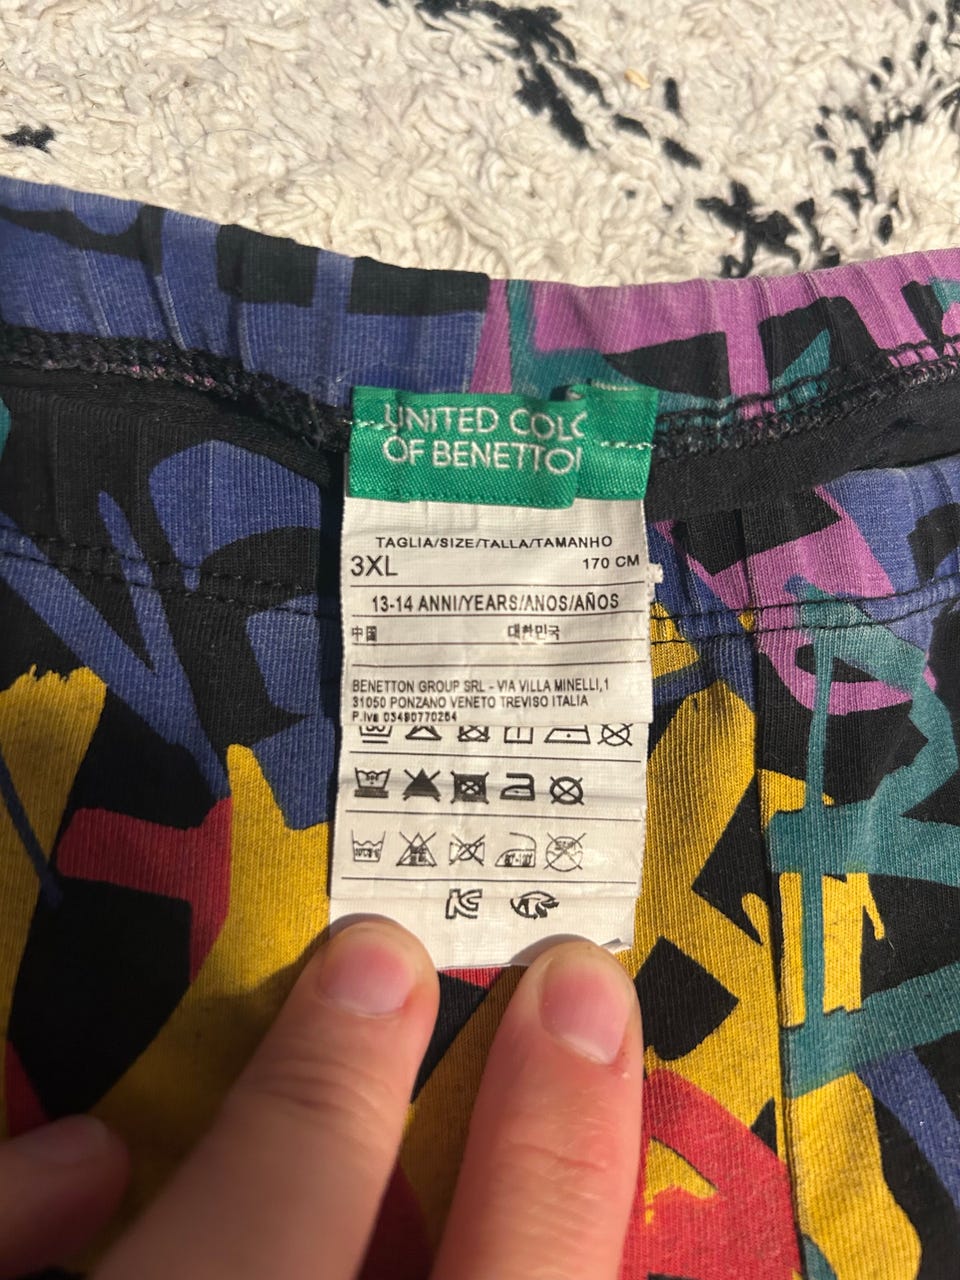 UNITED COLO
OF BENETTON
TAGLIA/SIZE/TALLA/TAMANHO
3XL 170 CM
13-14 ANNI/YEARS/ANOS/AÑOS
中国 대한민국
BENETTON GROUP SRL - VIA VILLA MINELLI,1
31050 PONZANO VENETO TREVISO ITALIA
P.Iva 03490770264